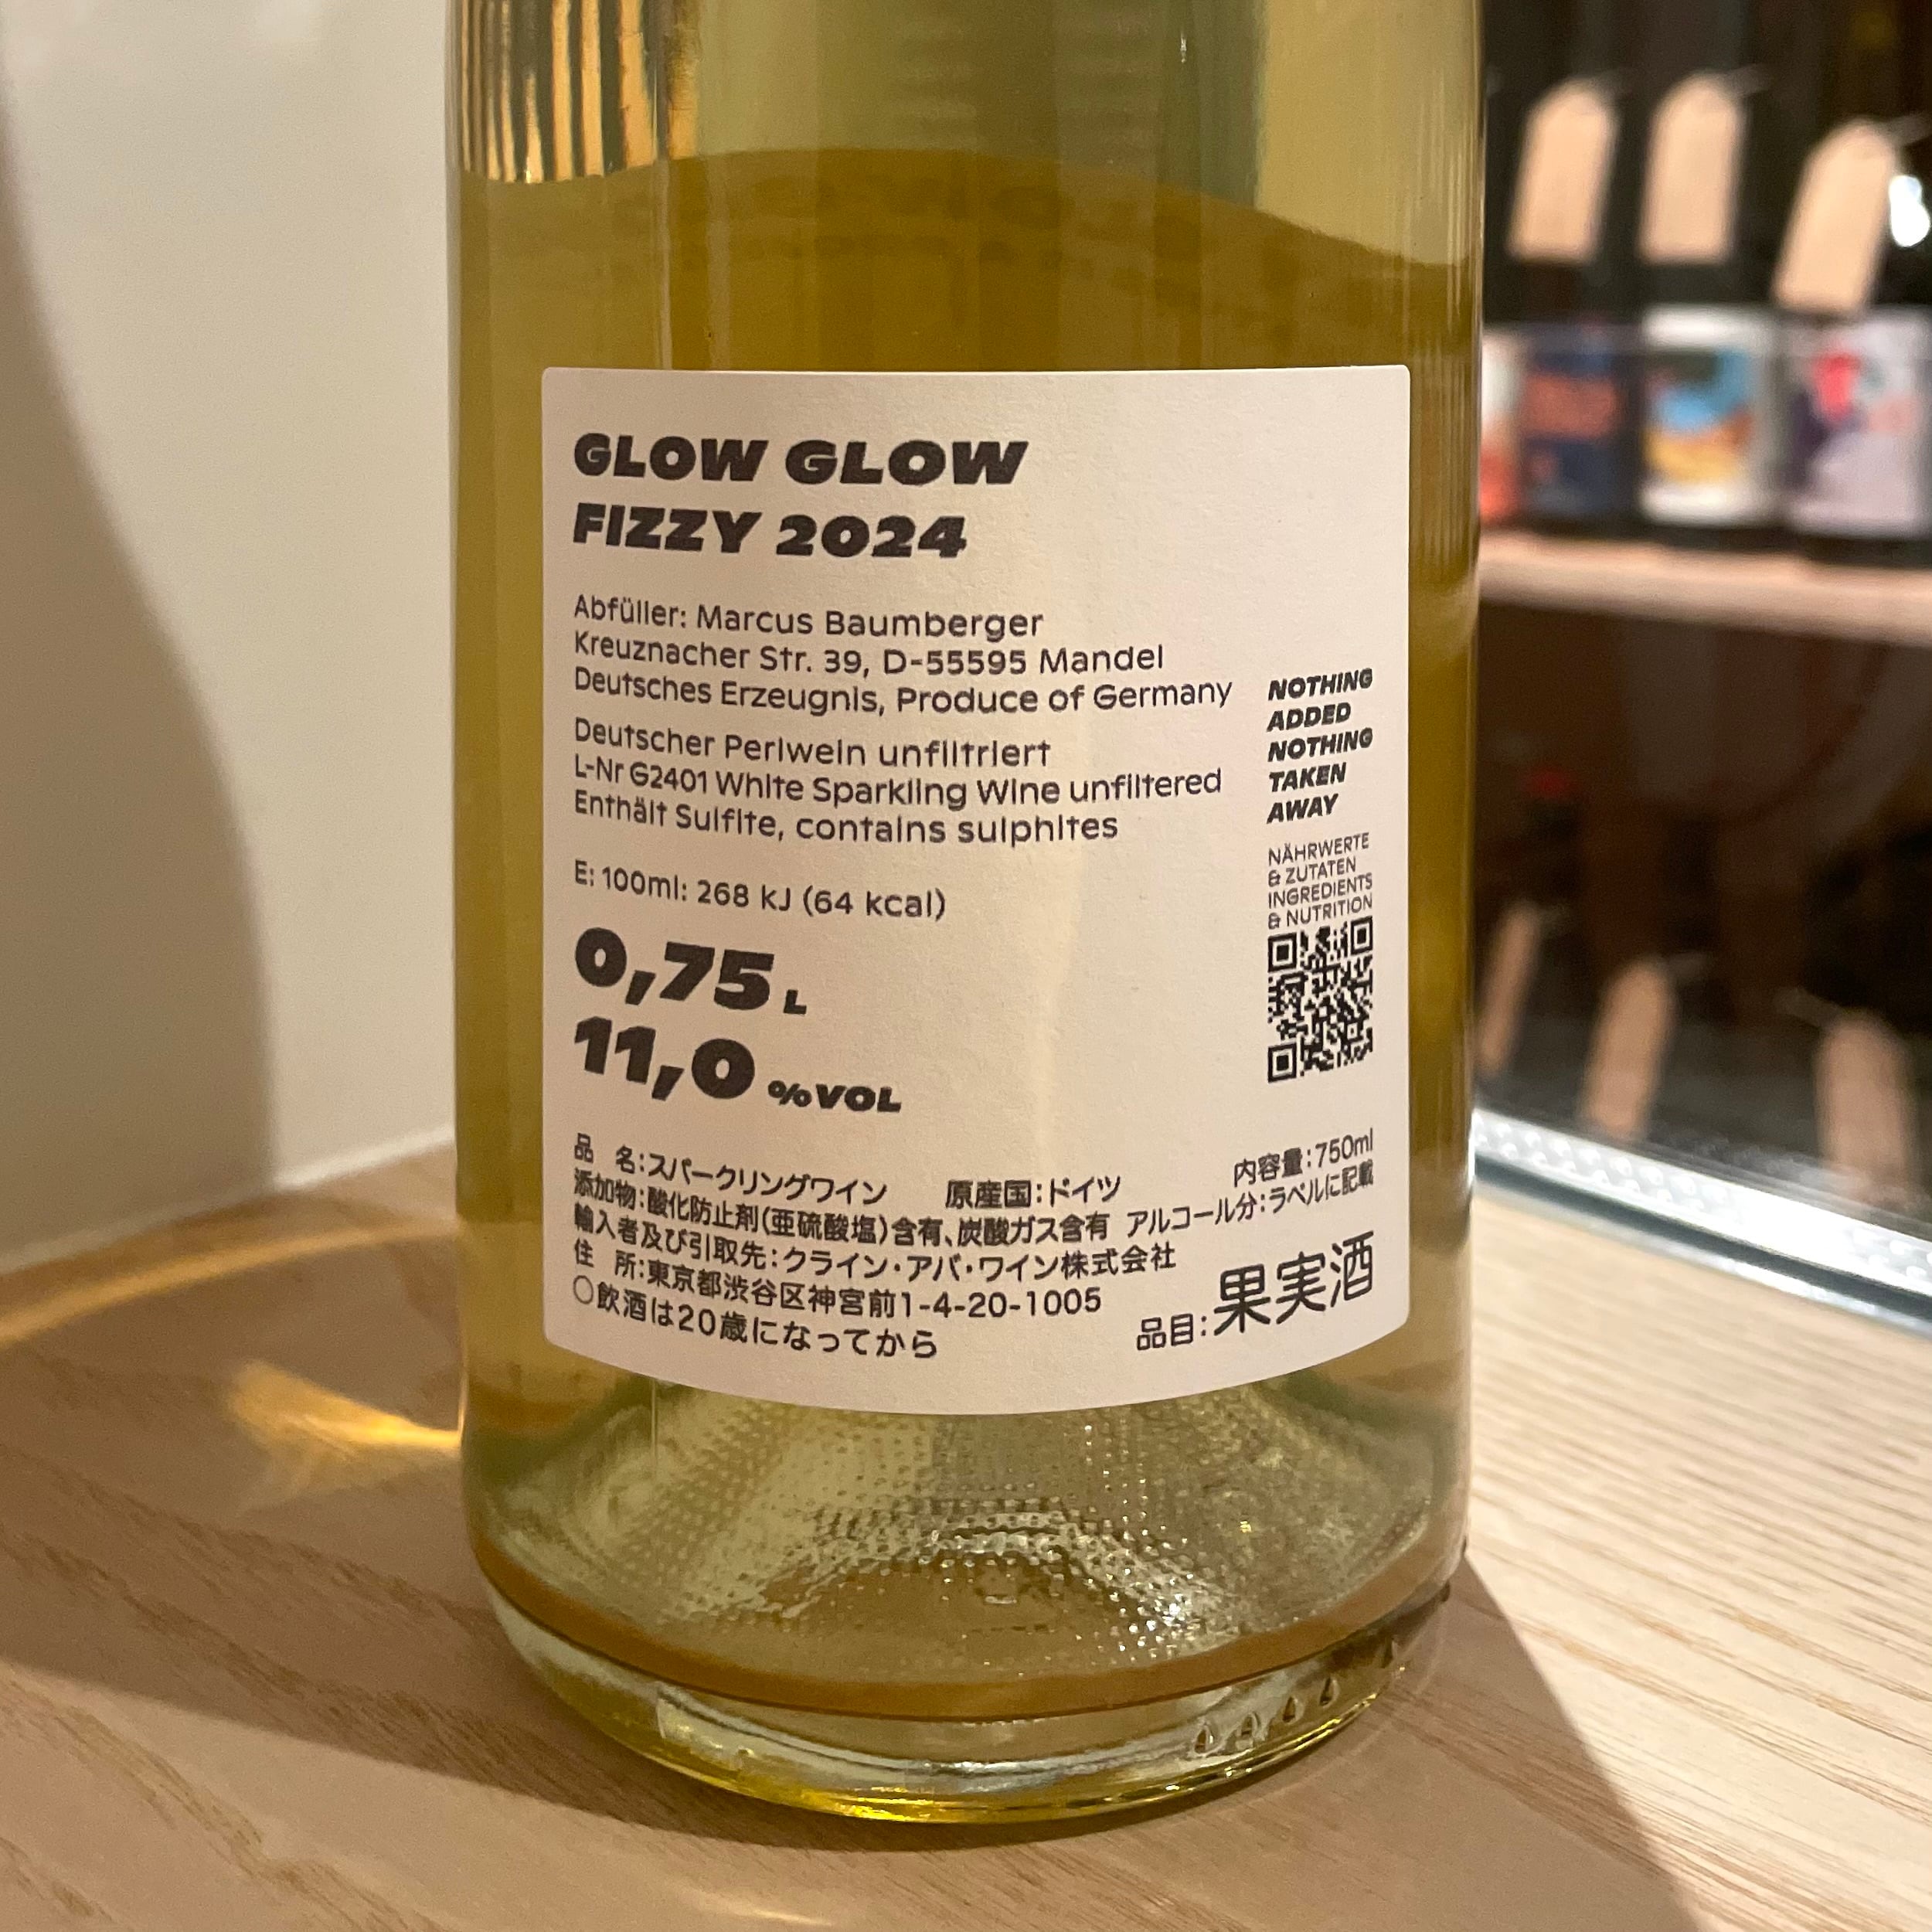 GLOW GLOW
FIZZY 2024
Abfüller: Marcus Baumberger
Kreuznacher Str. 39, D-55595 Mandel
Deutsches Erzeugnis, Produce of Germany
Deutscher Perlwein unfiltriert
L-Nr G2401 White Sparkling Wine unfiltered
Enthält Sulfite, contains sulphites
E: 100ml: 268 kJ (64 kcal)
0,75 L
11,0 %VOL
NOTHING
ADDED
NOTHING
TAKEN
AWAY
NÄHRWERTE
& ZUTATEN
INGREDIENTS
& NUTRITION
品 名:スパークリングワイン 原産国:ドイツ 内容量:750ml
添加物:酸化防止剤(亜硫酸塩)含有、炭酸ガス含有 アルコール分:ラベルに記載
輸入者及び引取先:クライン・アバ・ワイン株式会社
住 所:東京都渋谷区神宮前1-4-20-1005
○飲酒は20歳になってから
品目:果実酒